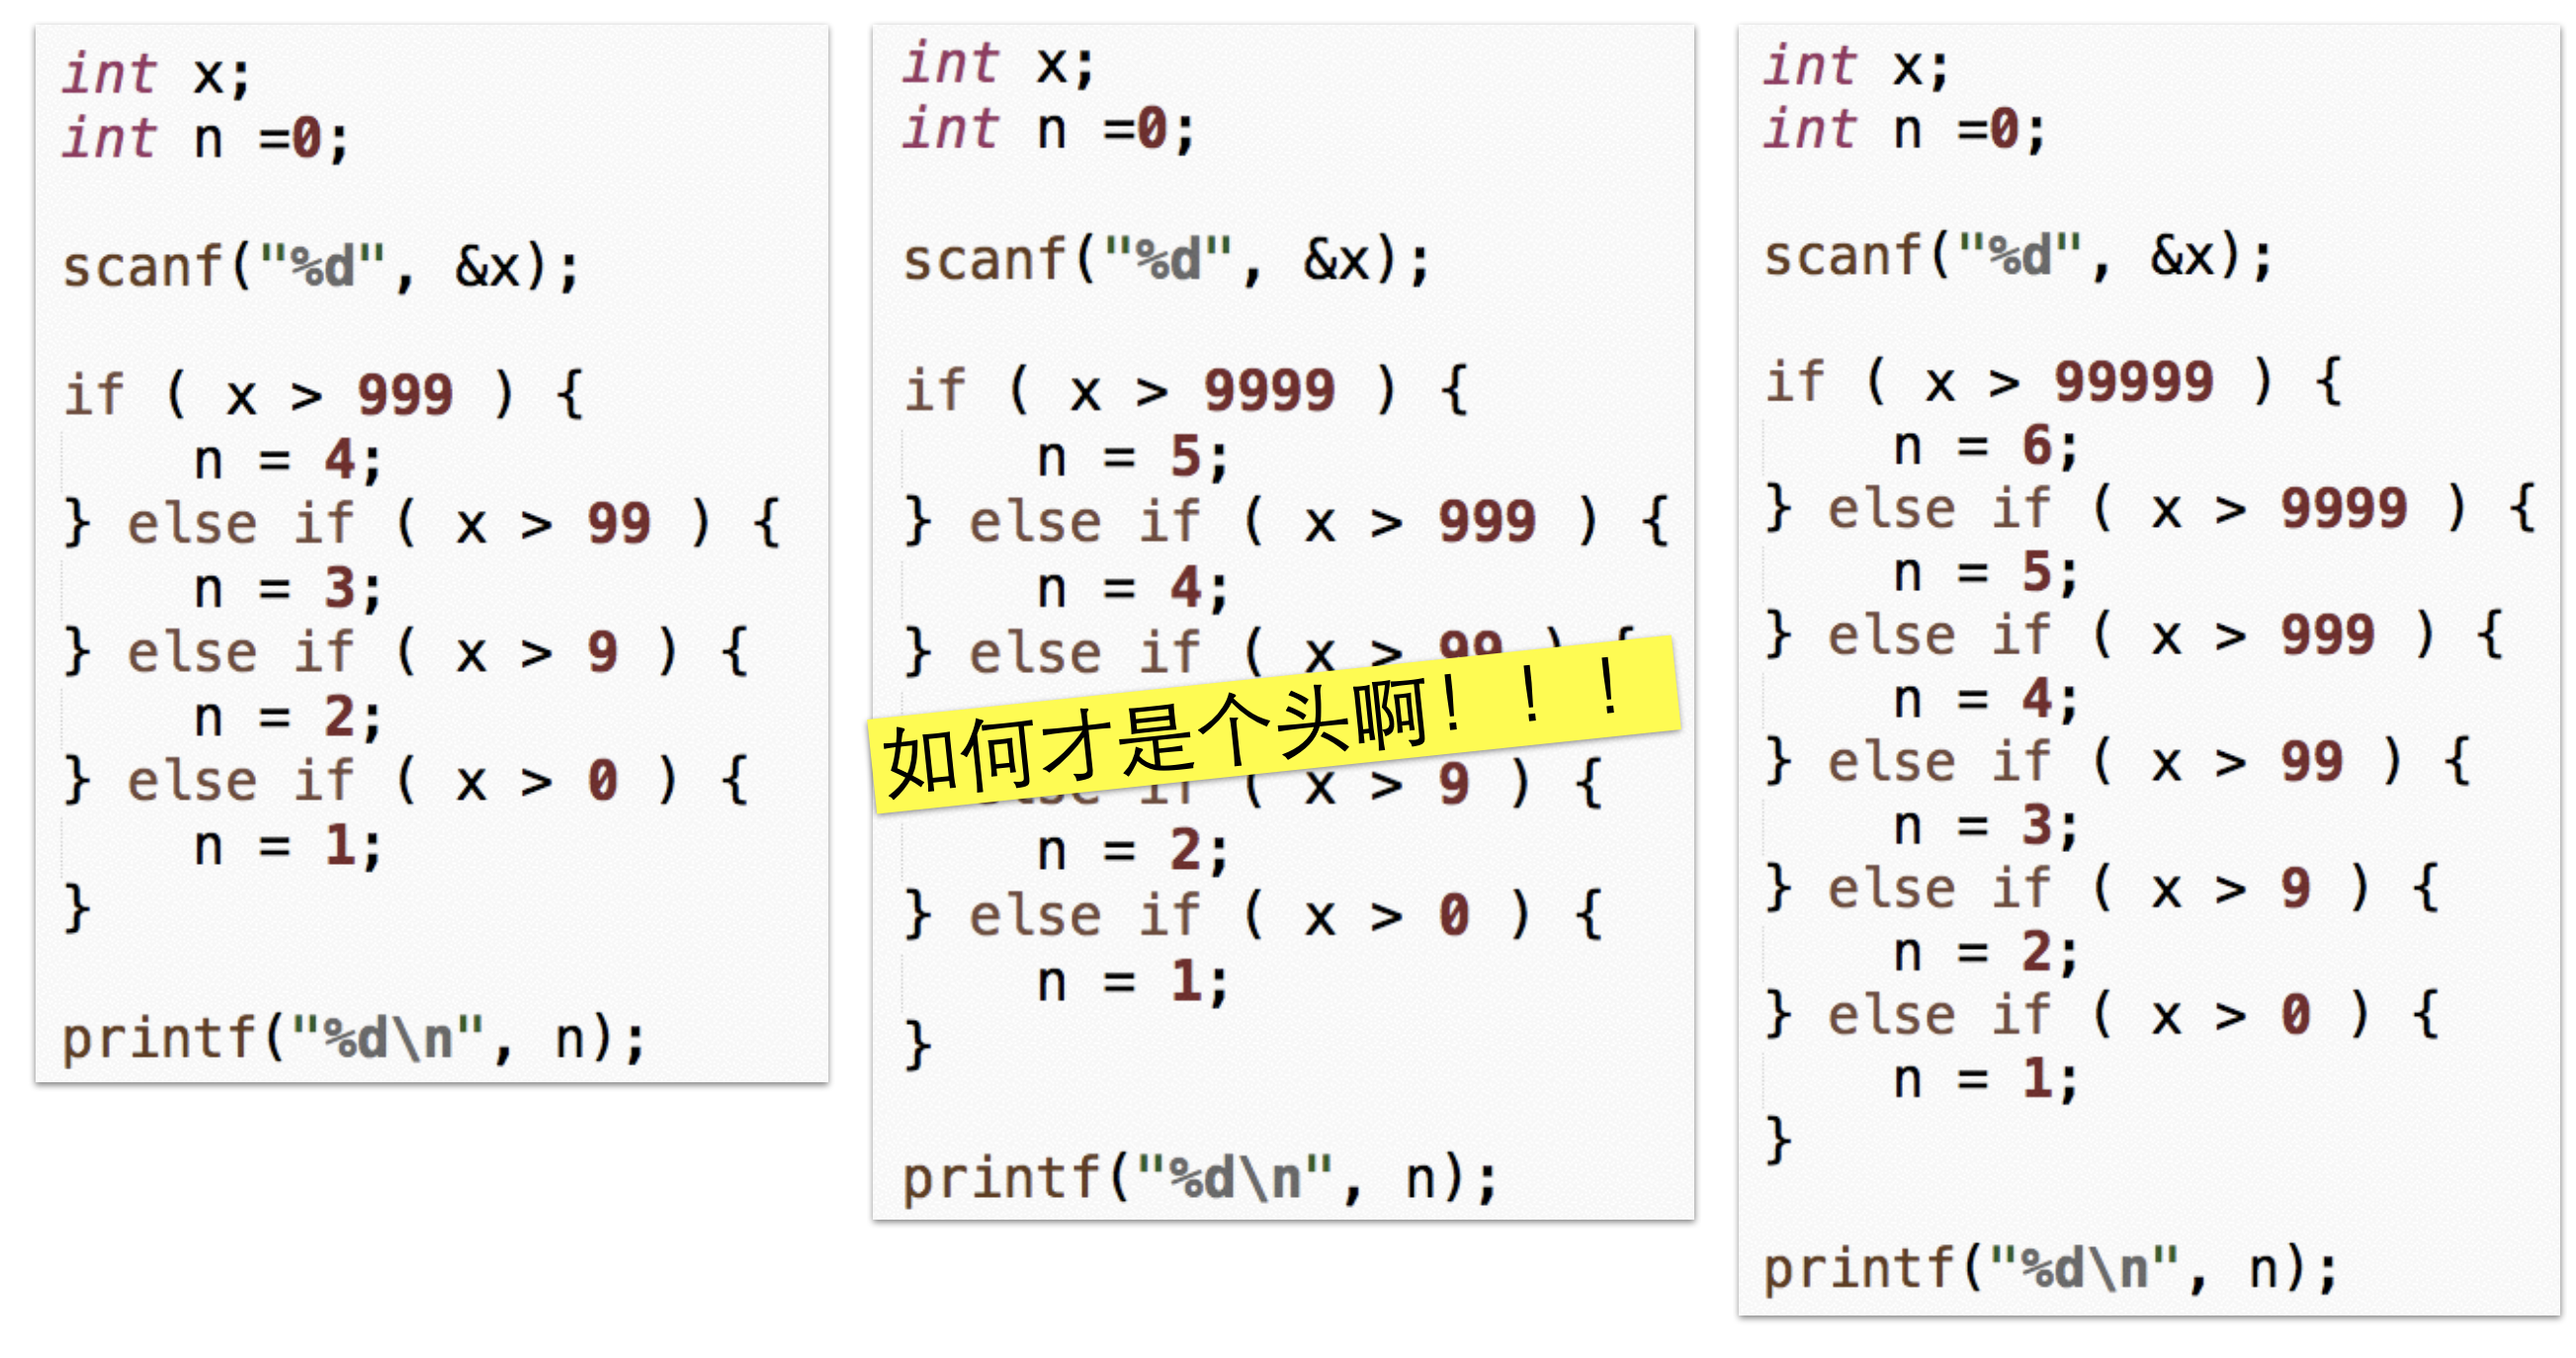 int x;
int n =0;
scanf("%d", &x);
if ( x > 999 ) {
n = 4;
} else if ( x > 99 ) {
n = 3;
} else if ( x > 9 ) {
n = 2;
} else if ( x > 0 ) {
n = 1;
}
printf("%d\n", n);
int x;
int n =0;
scanf("%d", &x);
if ( x > 9999 ) {
n = 5;
} else if ( x > 999 ) {
n = 4;
} else if ( x > 99 ) {
如何才是个头啊！！！
else if ( x > 9 ) {
n = 2;
} else if ( x > 0 ) {
n = 1;
}
printf("%d\n", n);
int x;
int n =0;
scanf("%d", &x);
if ( x > 99999 ) {
n = 6;
} else if ( x > 9999 ) {
n = 5;
} else if ( x > 999 ) {
n = 4;
} else if ( x > 99 ) {
n = 3;
} else if ( x > 9 ) {
n = 2;
} else if ( x > 0 ) {
n = 1;
}
printf("%d\n", n);